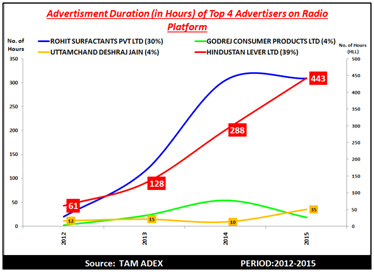 Advertisment Duration (in Hours) of Top 4 Advertisers on Radio
Platform
No. of
Hours
ROHIT SURFACTANTS PVT LTD (30%)
GODREJ CONSUMER PRODUCTS LTD (4%)
UTTAMCHAND DESHRAJ JAIN (4%)
HINDUSTAN LEVER LTD (39%)
No. of Hours
(HLL)
350
300
250
200
150
100
50
0
500
450
400
350
300
250
200
150
100
50
0
61
128
288
443
12
15
10
35
2012
2013
2014
2015
Source: TAM ADEX
PERIOD:2012-2015